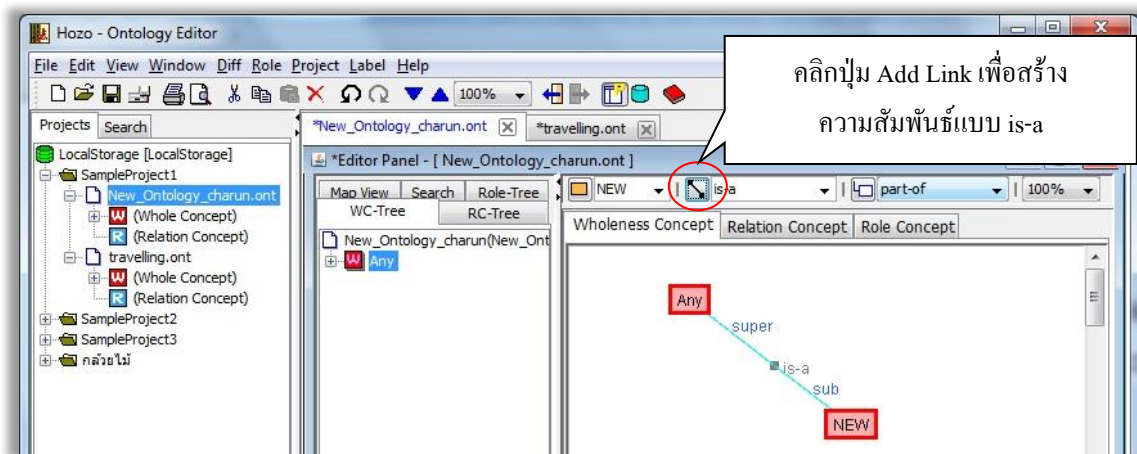 Hozo - Ontology Editor
File Edit View Window Diff Role Project Label Help
100%
Projects Search
*New_Ontology_charun.ont *travelling.ont
LocalStorage [LocalStorage]
SampleProject1
New_Ontology_charun.ont
W (Whole Concept)
R (Relation Concept)
travelling.ont
W (Whole Concept)
R (Relation Concept)
SampleProject2
SampleProject3
กล้วยไม้
*Editor Panel - [ New_Ontology_charun.ont ]
Map View Search Role-Tree
WC-Tree RC-Tree
New_Ontology_charun(New_Ont
W Any
NEW is-a part-of 100%
Wholeness Concept Relation Concept Role Concept
Any
super
is-a
sub
NEW
คลิกปุ่ม Add Link เพื่อสร้าง
ความสัมพันธ์แบบ is-a